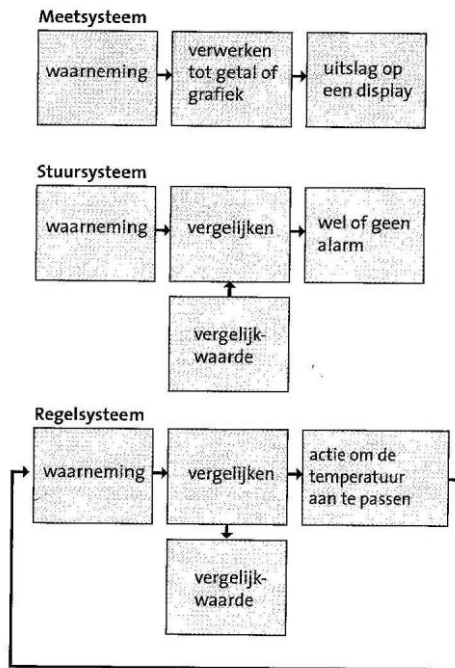 Meetsysteem
waarneming
verwerken
tot getal of
grafiek
uitslag op
een display
Stuursysteem
waarneming
vergelijken
wel of geen
alarm
vergelijk-
waarde
Regelsysteem
waarneming
vergelijken
actie om de
temperatuur
aan te passen
vergelijk-
waarde